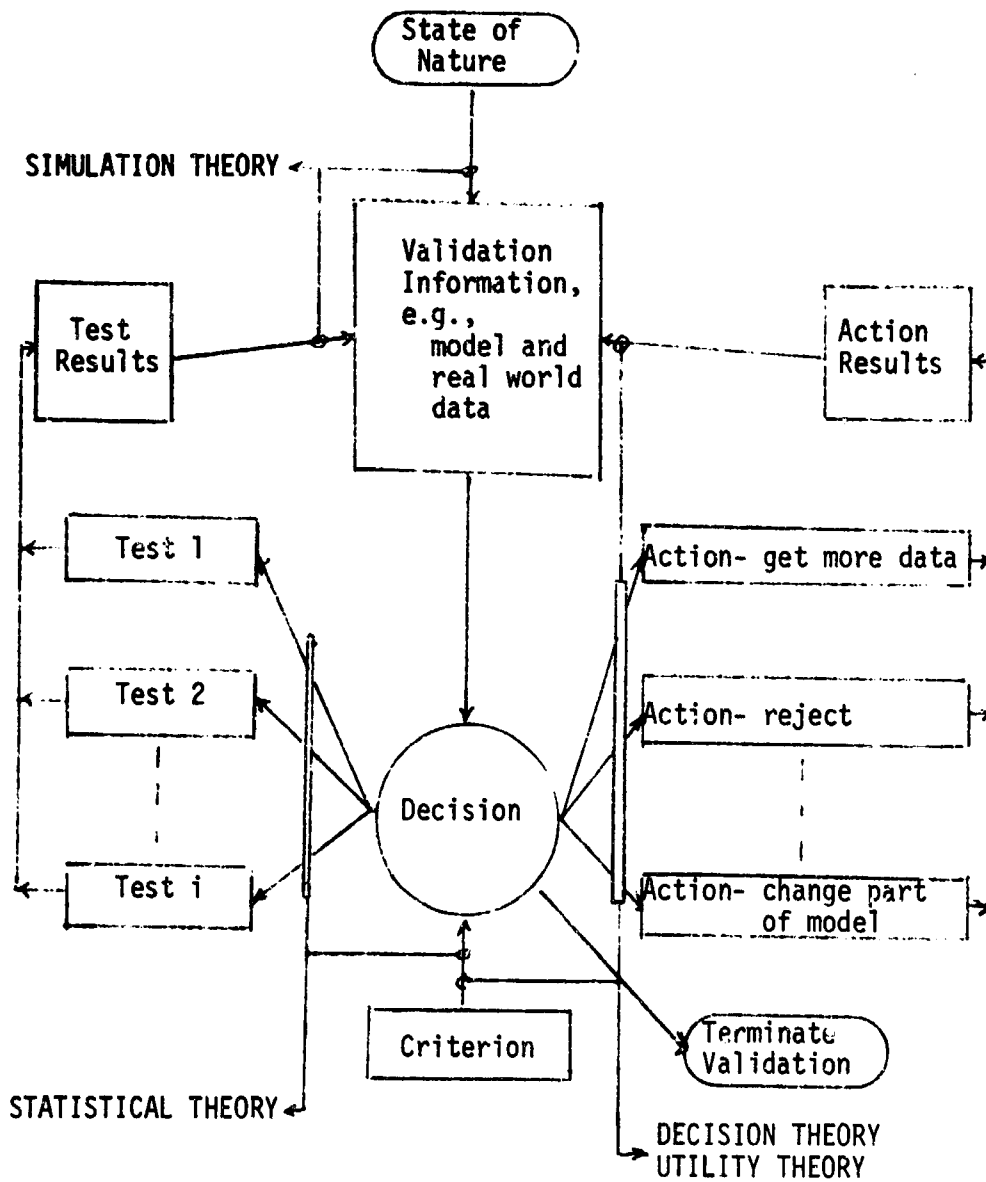 State of
Nature
SIMULATION THEORY
Validation
Information,
e.g.,
model and
real world
data
Test
Results
Action
Results
Test 1
Action- get more data
Test 2
Action- reject
Decision
Test i
Action- change part
of model
Criterion
Terminate
Validation
STATISTICAL THEORY
DECISION THEORY
UTILITY THEORY